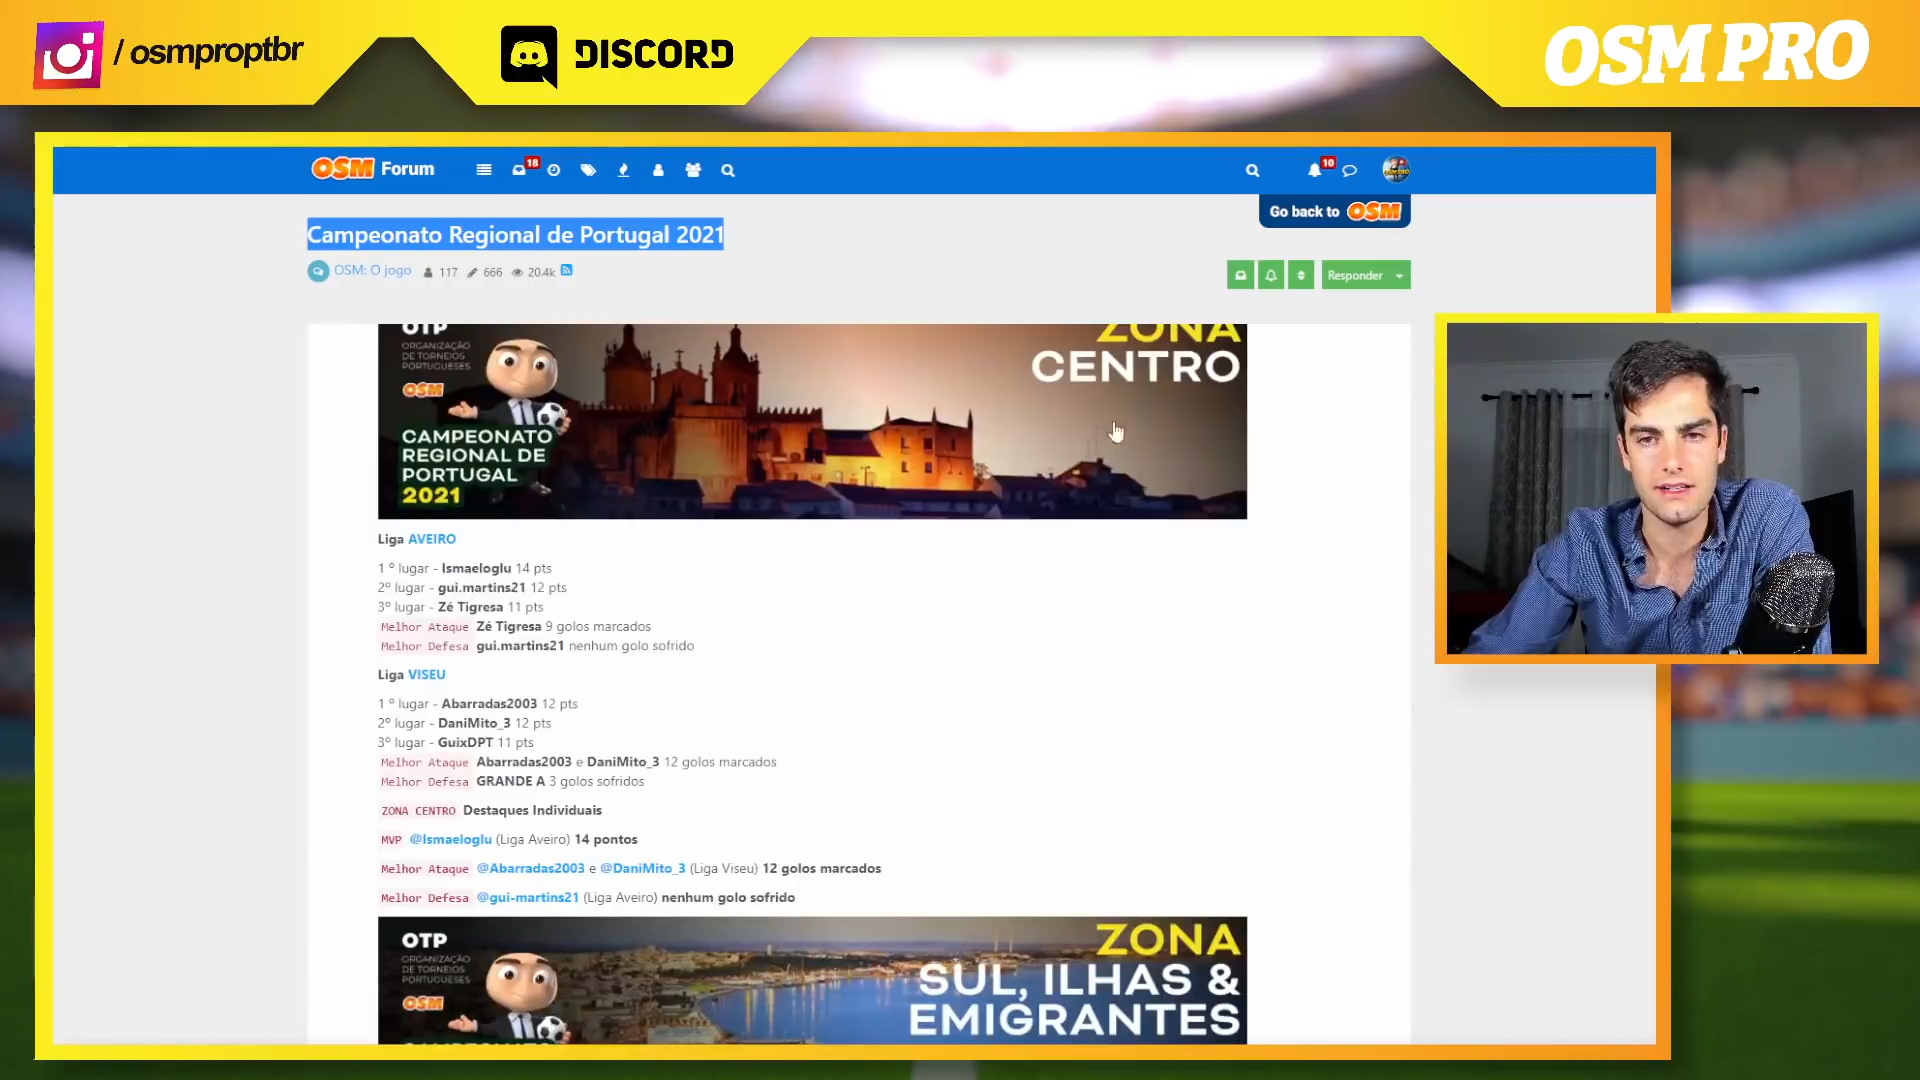 / osmproptbr
DISCORD
OSM PRO
OSM Forum
18
10
Go back to OSM
Campeonato Regional de Portugal 2021
OSM: O jogo 117 666 20.4k
Responder
OTP
ORGANIZAÇÃO
DE TORNEIOS
PORTUGUESES
OSM
CAMPEONATO
REGIONAL DE
PORTUGAL
2021
ZONA
CENTRO
Liga AVEIRO
1 º lugar - Ismaeloglu 14 pts
2º lugar - gui.martins21 12 pts
3º lugar - Zé Tigresa 11 pts
Melhor Ataque Zé Tigresa 9 golos marcados
Melhor Defesa gui.martins21 nenhum golo sofrido
Liga VISEU
1 º lugar - Abarradas2003 12 pts
2º lugar - DaniMito_3 12 pts
3º lugar - GuixDPT 11 pts
Melhor Ataque Abarradas2003 e DaniMito_3 12 golos marcados
Melhor Defesa GRANDE A 3 golos sofridos
ZONA CENTRO Destaques Individuais
MVP @Ismaeloglu (Liga Aveiro) 14 pontos
Melhor Ataque @Abarradas2003 e @DaniMito_3 (Liga Viseu) 12 golos marcados
Melhor Defesa @gui-martins21 (Liga Aveiro) nenhum golo sofrido
OTP
ORGANIZAÇÃO
DE TORNEIOS
PORTUGUESES
OSM
CAMPEONATO
ZONA
SUL, ILHAS &
EMIGRANTES